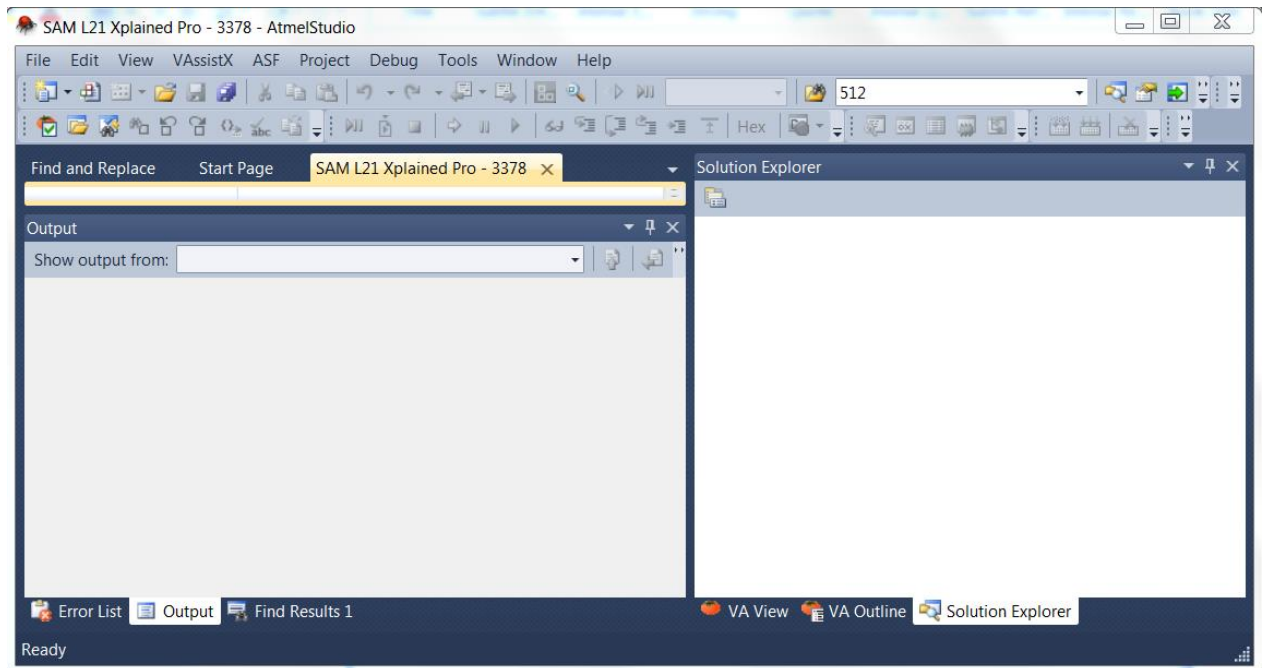 SAM L21 Xplained Pro - 3378 - AtmelStudio
File Edit View VAssistX ASF Project Debug Tools Window Help
512
Hex
Find and Replace Start Page SAM L21 Xplained Pro - 3378
Solution Explorer
Output
Show output from:
Error List Output Find Results 1
VA View VA Outline Solution Explorer
Ready